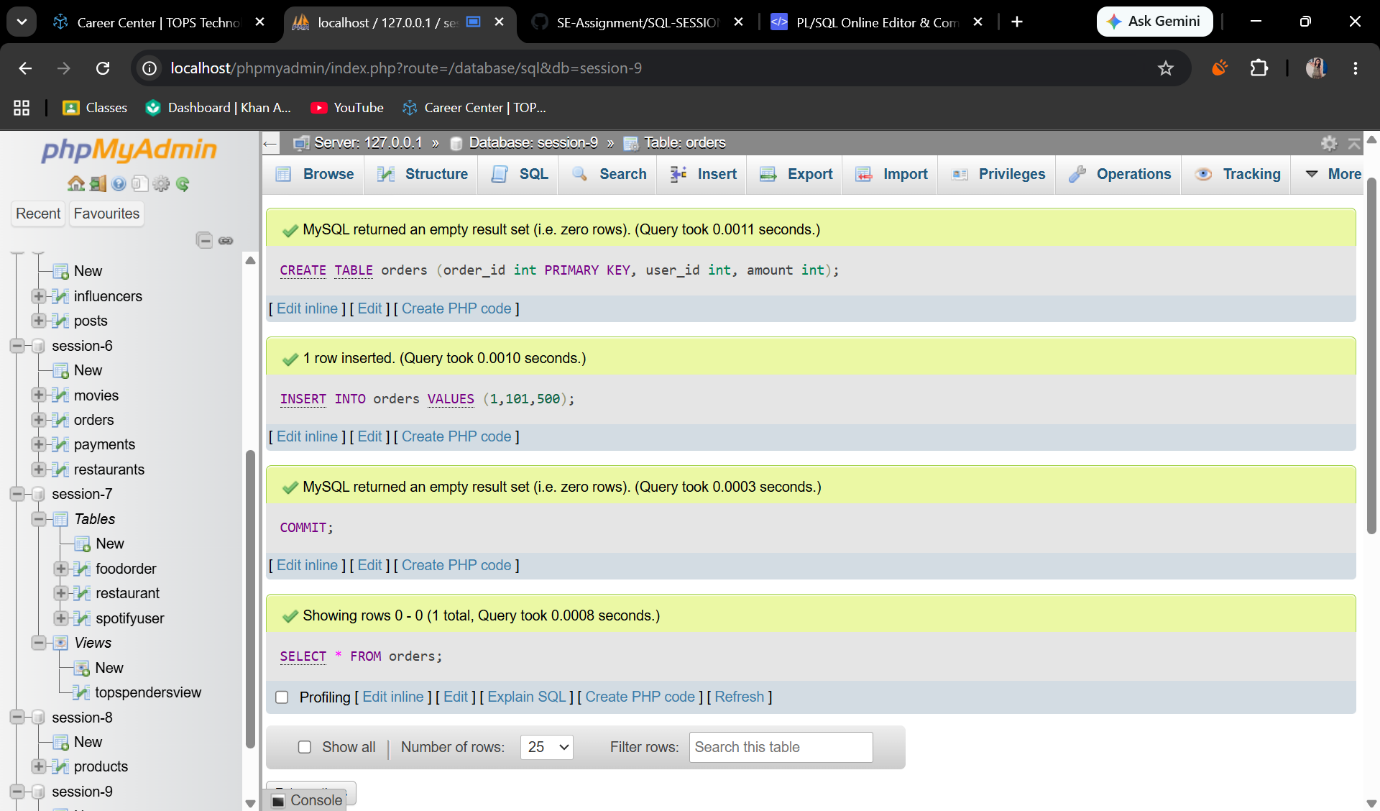 Career Center | TOPS Techno
localhost / 127.0.0.1 / ses
SE-Assignment/SQL-SESSION
PL/SQL Online Editor & Com
Ask Gemini
localhost/phpmyadmin/index.php?route=/database/sql&db=session-9
Classes
Dashboard | Khan A...
YouTube
Career Center | TOP...
phpMyAdmin
Recent
Favourites
New
influencers
posts
session-6
New
movies
orders
payments
restaurants
session-7
Tables
New
foodorder
restaurant
spotifyuser
Views
New
topspendersview
session-8
New
products
session-9
Server: 127.0.0.1 » Database: session-9 » Table: orders
Browse Structure SQL Search Insert Export Import Privileges Operations Tracking More
MySQL returned an empty result set (i.e. zero rows). (Query took 0.0011 seconds.)
CREATE TABLE orders (order_id int PRIMARY KEY, user_id int, amount int);
[ Edit inline ] [ Edit ] [ Create PHP code ]
1 row inserted. (Query took 0.0010 seconds.)
INSERT INTO orders VALUES (1,101,500);
[ Edit inline ] [ Edit ] [ Create PHP code ]
MySQL returned an empty result set (i.e. zero rows). (Query took 0.0003 seconds.)
COMMIT;
[ Edit inline ] [ Edit ] [ Create PHP code ]
Showing rows 0 - 0 (1 total, Query took 0.0008 seconds.)
SELECT * FROM orders;
Profiling [ Edit inline ] [ Edit ] [ Explain SQL ] [ Create PHP code ] [ Refresh ]
Show all | Number of rows: 25 Filter rows: Search this table
Console